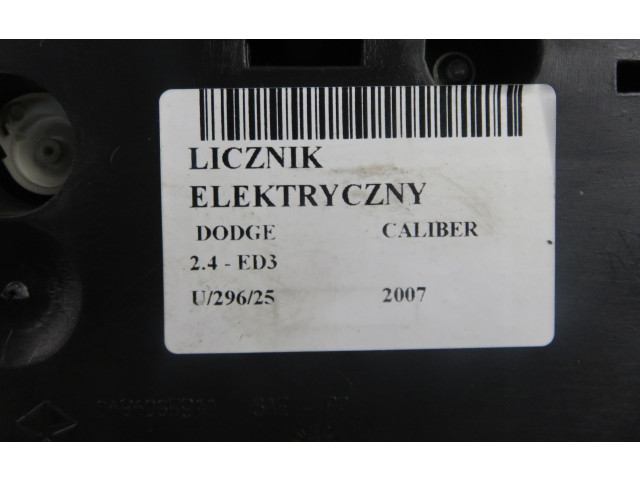 LICZNIK
ELEKTRYCZNY
DODGE CALIBER
2.4 - ED3
U/296/25 2007